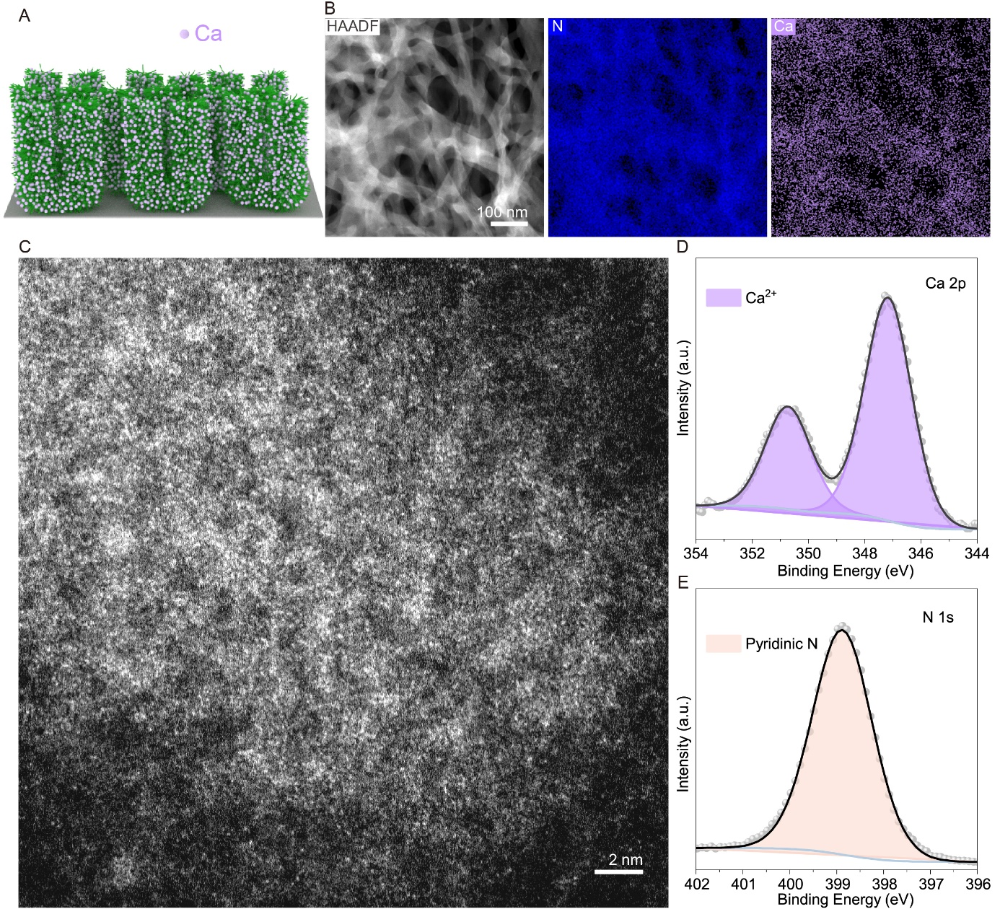 A
Ca
B
HAADF
N
Ca
100 nm
C
2 nm
D
Ca 2p
Ca²⁺
Intensity (a.u.)
354 352 350 348 346 344
Binding Energy (eV)
E
N 1s
Pyridinic N
Intensity (a.u.)
402 401 400 399 398 397 396
Binding Energy (eV)